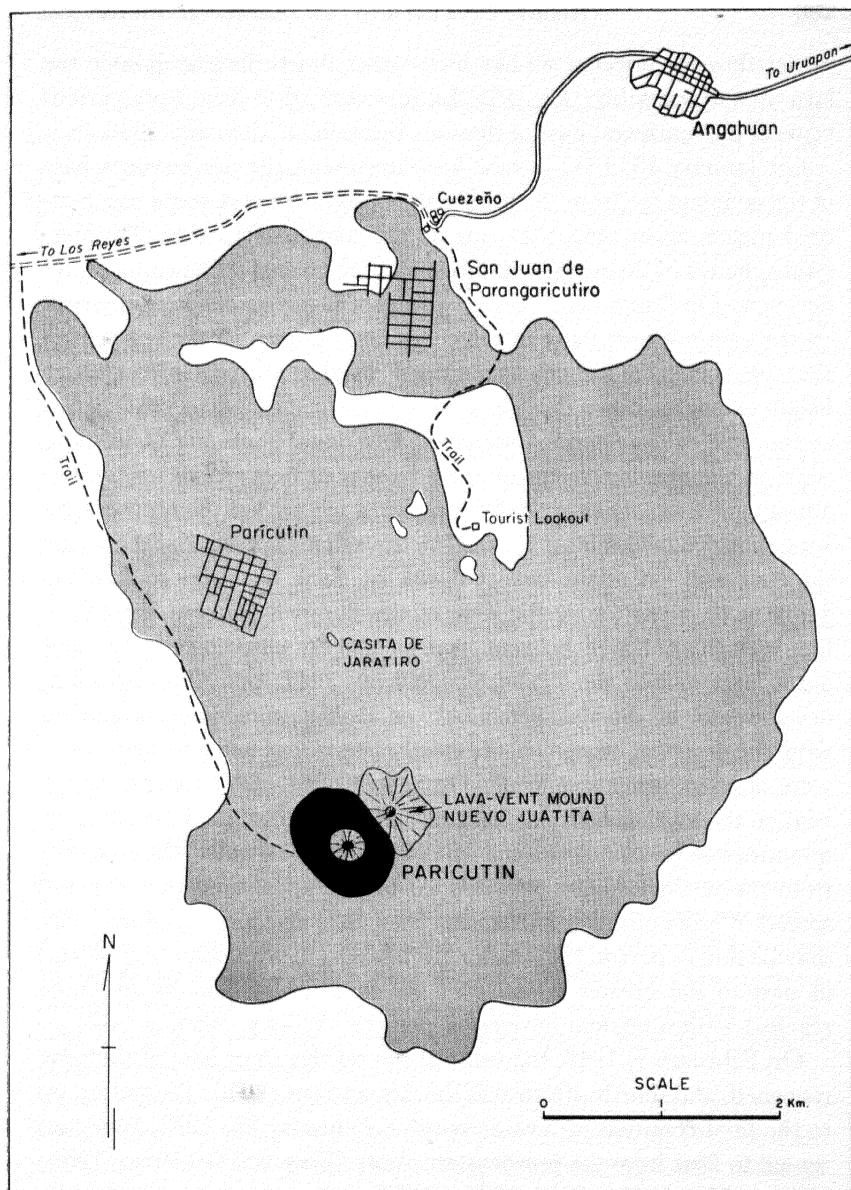 To Uruapan
Angahuan
Cuezeño
To Los Reyes
San Juan de
Parangaricutiro
Trail
Trail
Tourist Lookout
Parícutin
CASITA DE
JARATIRO
LAVA-VENT MOUND
NUEVO JUATITA
PARICUTIN
N
SCALE
0 1 2 Km.